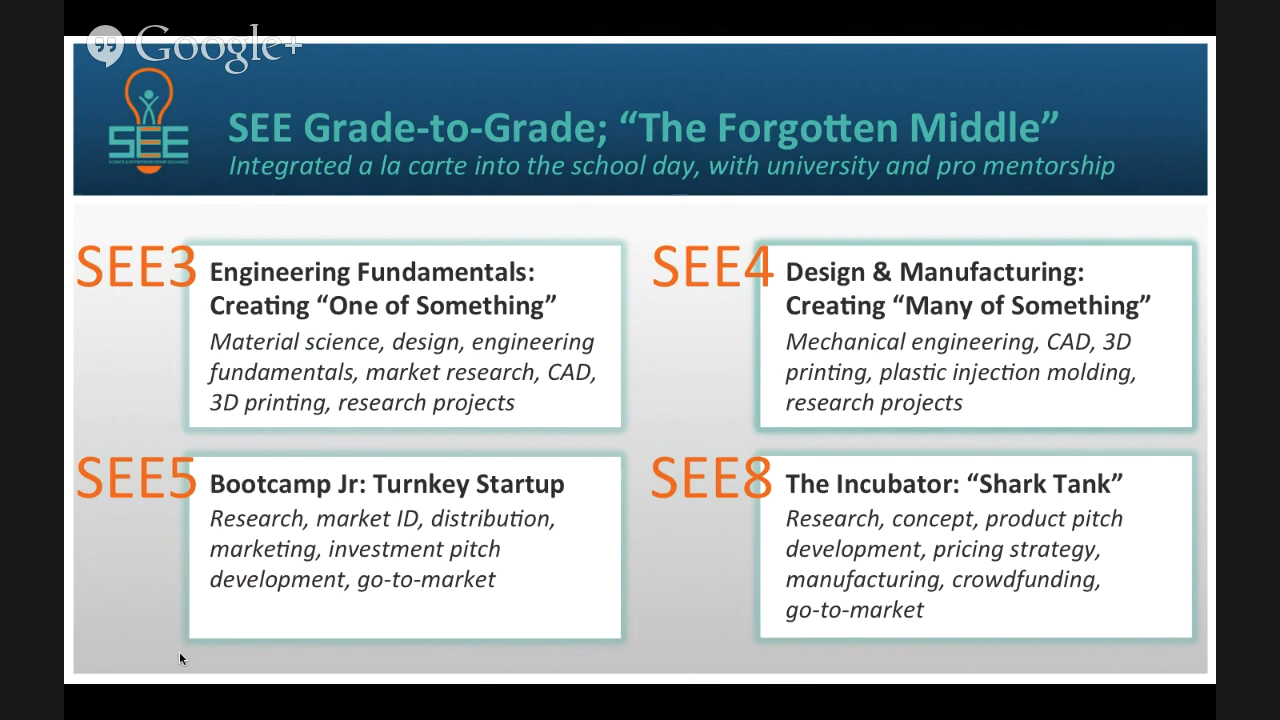 Google+
SEE
SEE Grade-to-Grade; “The Forgotten Middle”
Integrated a la carte into the school day, with university and pro mentorship
SEE3
Engineering Fundamentals:
Creating “One of Something”
Material science, design, engineering
fundamentals, market research, CAD,
3D printing, research projects
SEE4
Design & Manufacturing:
Creating “Many of Something”
Mechanical engineering, CAD, 3D
printing, plastic injection molding,
research projects
SEE5
Bootcamp Jr: Turnkey Startup
Research, market ID, distribution,
marketing, investment pitch
development, go-to-market
SEE8
The Incubator: “Shark Tank”
Research, concept, product pitch
development, pricing strategy,
manufacturing, crowdfunding,
go-to-market